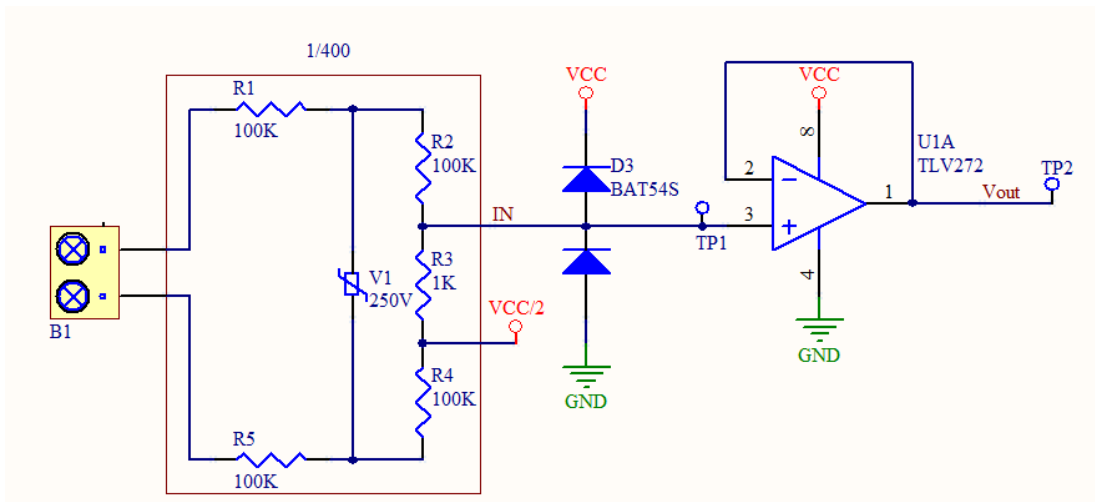 1/400
R1
100K
R2
100K
R3
1K
R4
100K
R5
100K
V1
250V
B1
IN
VCC/2
VCC
D3
BAT54S
GND
TP1
VCC
8
2
3
1
4
U1A
TLV272
Vout
TP2
GND